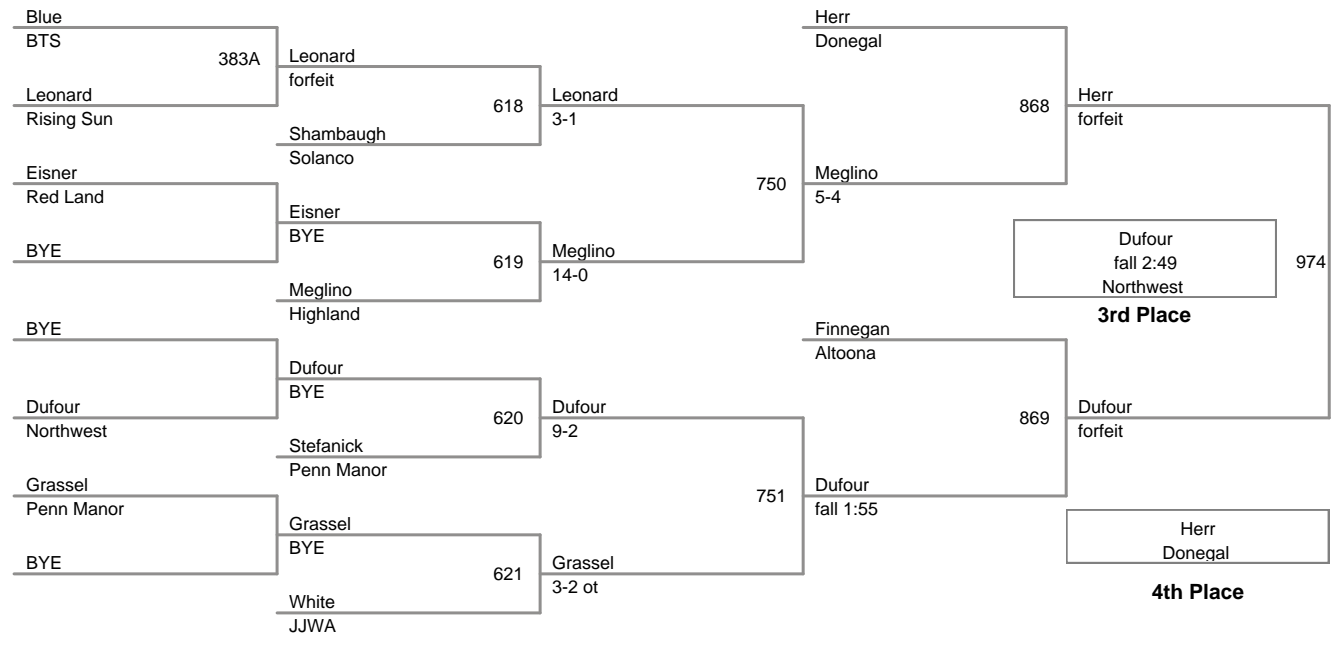 Blue
BTS
383A
Leonard
Rising Sun
Eisner
Red Land
BYE
BYE
Dufour
Northwest
Grassel
Penn Manor
BYE
Leonard
forfeit
618
Shambaugh
Solanco
Eisner
BYE
619
Meglino
Highland
Dufour
BYE
620
Stefanick
Penn Manor
Grassel
BYE
621
White
JJWA
Leonard
3-1
750
Meglino
14-0
Dufour
9-2
751
Grassel
3-2 ot
Herr
Donegal
868
Meglino
5-4
Finnegan
Altoona
869
Dufour
fall 1:55
Herr
forfeit
974
Dufour
forfeit
Dufour
fall 2:49
Northwest
3rd Place
Herr
Donegal
4th Place